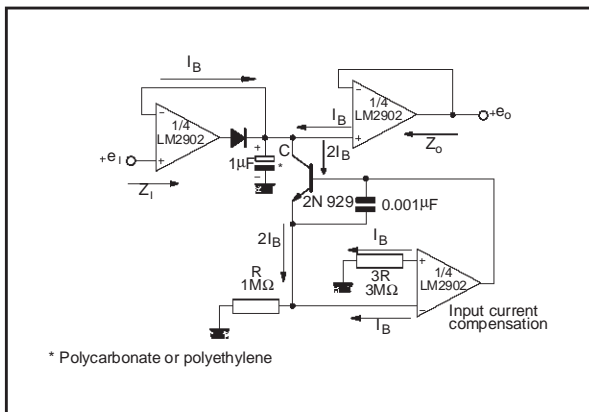 I_B
1/4
LM2902
+e_I
Z_I
+
1µF
*
C
2I_B
I_B
1/4
LM2902
+e_o
Z_o
2N 929
0.001µF
2I_B
I_B
3R
3MΩ
1/4
LM2902
R
1MΩ
I_B
Input current
compensation
* Polycarbonate or polyethylene